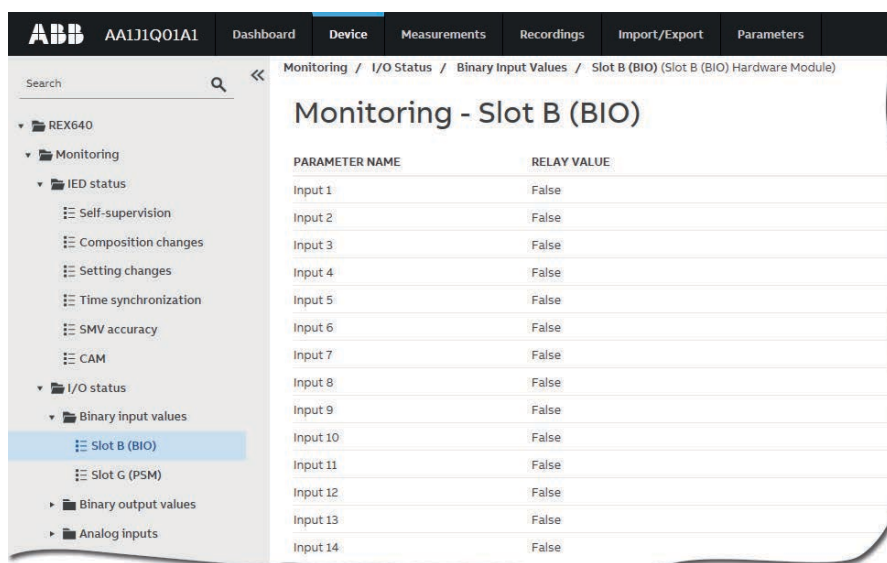 ABB AA1J1Q01A1 Dashboard Device Measurements Recordings Import/Export Parameters
Search
REX640
Monitoring
IED status
Self-supervision
Composition changes
Setting changes
Time synchronization
SMV accuracy
CAM
I/O status
Binary input values
Slot B (BIO)
Slot G (PSM)
Binary output values
Analog inputs
Monitoring / I/O Status / Binary Input Values / Slot B (BIO) (Slot B (BIO) Hardware Module)
Monitoring - Slot B (BIO)
PARAMETER NAME RELAY VALUE
Input 1 False
Input 2 False
Input 3 False
Input 4 False
Input 5 False
Input 6 False
Input 7 False
Input 8 False
Input 9 False
Input 10 False
Input 11 False
Input 12 False
Input 13 False
Input 14 False